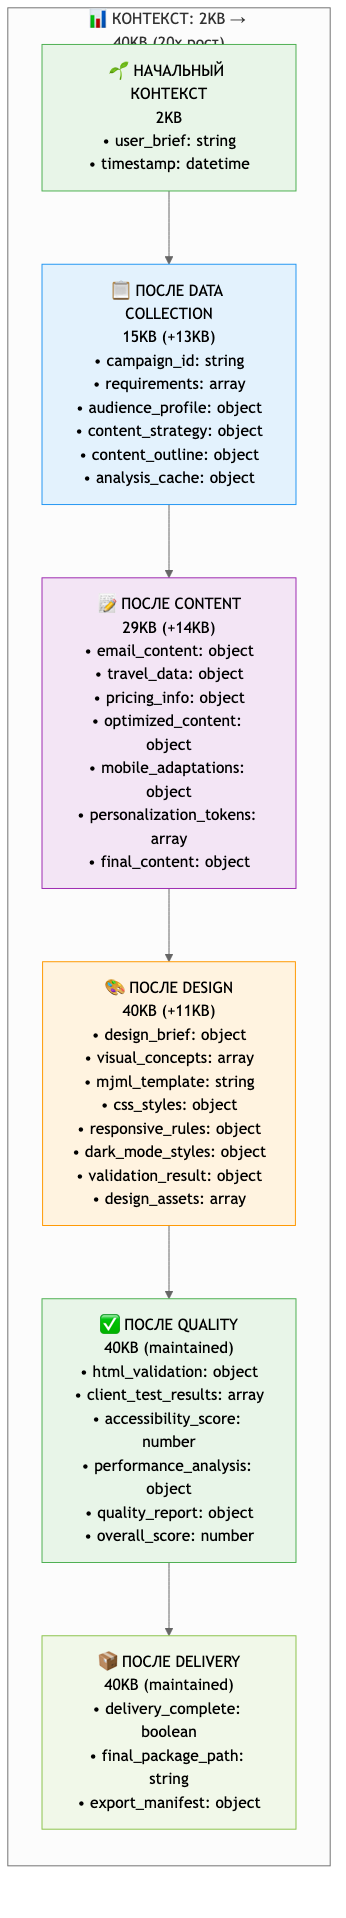 📊 КОНТЕКСТ: 2KB →
40KB (20x рост)
🌱 НАЧАЛЬНЫЙ
КОНТЕКСТ
2KB
• user_brief: string
• timestamp: datetime
📋 ПОСЛЕ DATA
COLLECTION
15KB (+13KB)
• campaign_id: string
• requirements: array
• audience_profile: object
• content_strategy: object
• content_outline: object
• analysis_cache: object
📝 ПОСЛЕ CONTENT
29KB (+14KB)
• email_content: object
• travel_data: object
• pricing_info: object
• optimized_content:
object
• mobile_adaptations:
object
• personalization_tokens:
array
• final_content: object
🎨 ПОСЛЕ DESIGN
40KB (+11KB)
• design_brief: object
• visual_concepts: array
• mjml_template: string
• css_styles: object
• responsive_rules: object
• dark_mode_styles: object
• validation_result: object
• design_assets: array
✅ ПОСЛЕ QUALITY
40KB (maintained)
• html_validation: object
• client_test_results: array
• accessibility_score:
number
• performance_analysis:
object
• quality_report: object
• overall_score: number
📦 ПОСЛЕ DELIVERY
40KB (maintained)
• delivery_complete:
boolean
• final_package_path:
string
• export_manifest: object